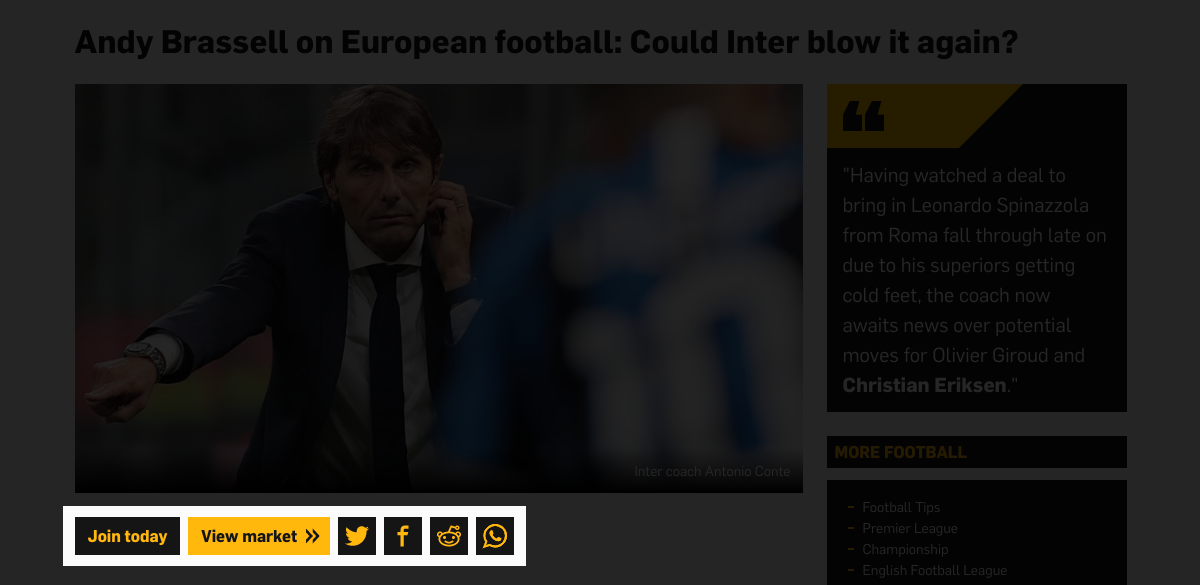 Andy Brassell on European football: Could Inter blow it again?
Inter coach Antonio Conte
Join today
View market
"Having watched a deal to
bring in Leonardo Spinazzola
from Roma fall through late on
due to his superiors getting
cold feet, the coach now
awaits news over potential
moves for Olivier Giroud and
Christian Eriksen."
MORE FOOTBALL
Football Tips
Premier League
Championship
English Football League